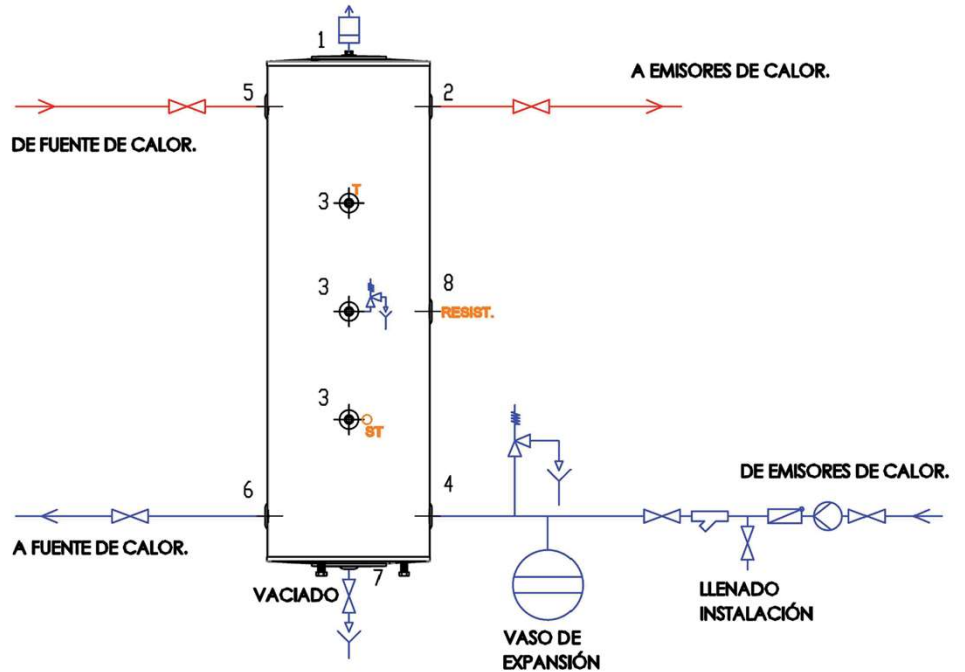 1
A EMISORES DE CALOR.
5
2
DE FUENTE DE CALOR.
T
3
3
8
RESIST.
3
ST
6
4
DE EMISORES DE CALOR.
A FUENTE DE CALOR.
7
VACIADO
LLENADO
INSTALACIÓN
VASO DE
EXPANSIÓN